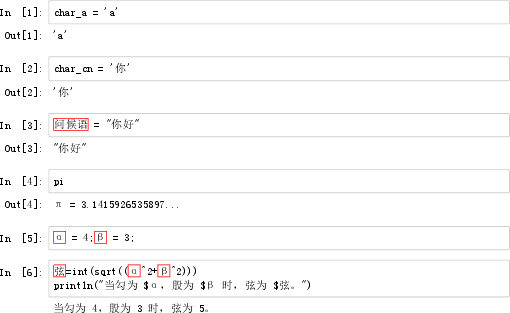 In [1]: char_a = 'a'
Out[1]: 'a'
In [2]: char_cn = '你'
Out[2]: '你'
In [3]: 问候语 = "你好"
Out[3]: "你好"
In [4]: pi
Out[4]: π = 3.1415926535897...
In [5]: α = 4;β = 3;
In [6]: 弦=int(sqrt((α^2+β^2)))
println("当勾为 $α，股为 $β 时，弦为 $弦。")
当勾为 4，股为 3 时，弦为 5。